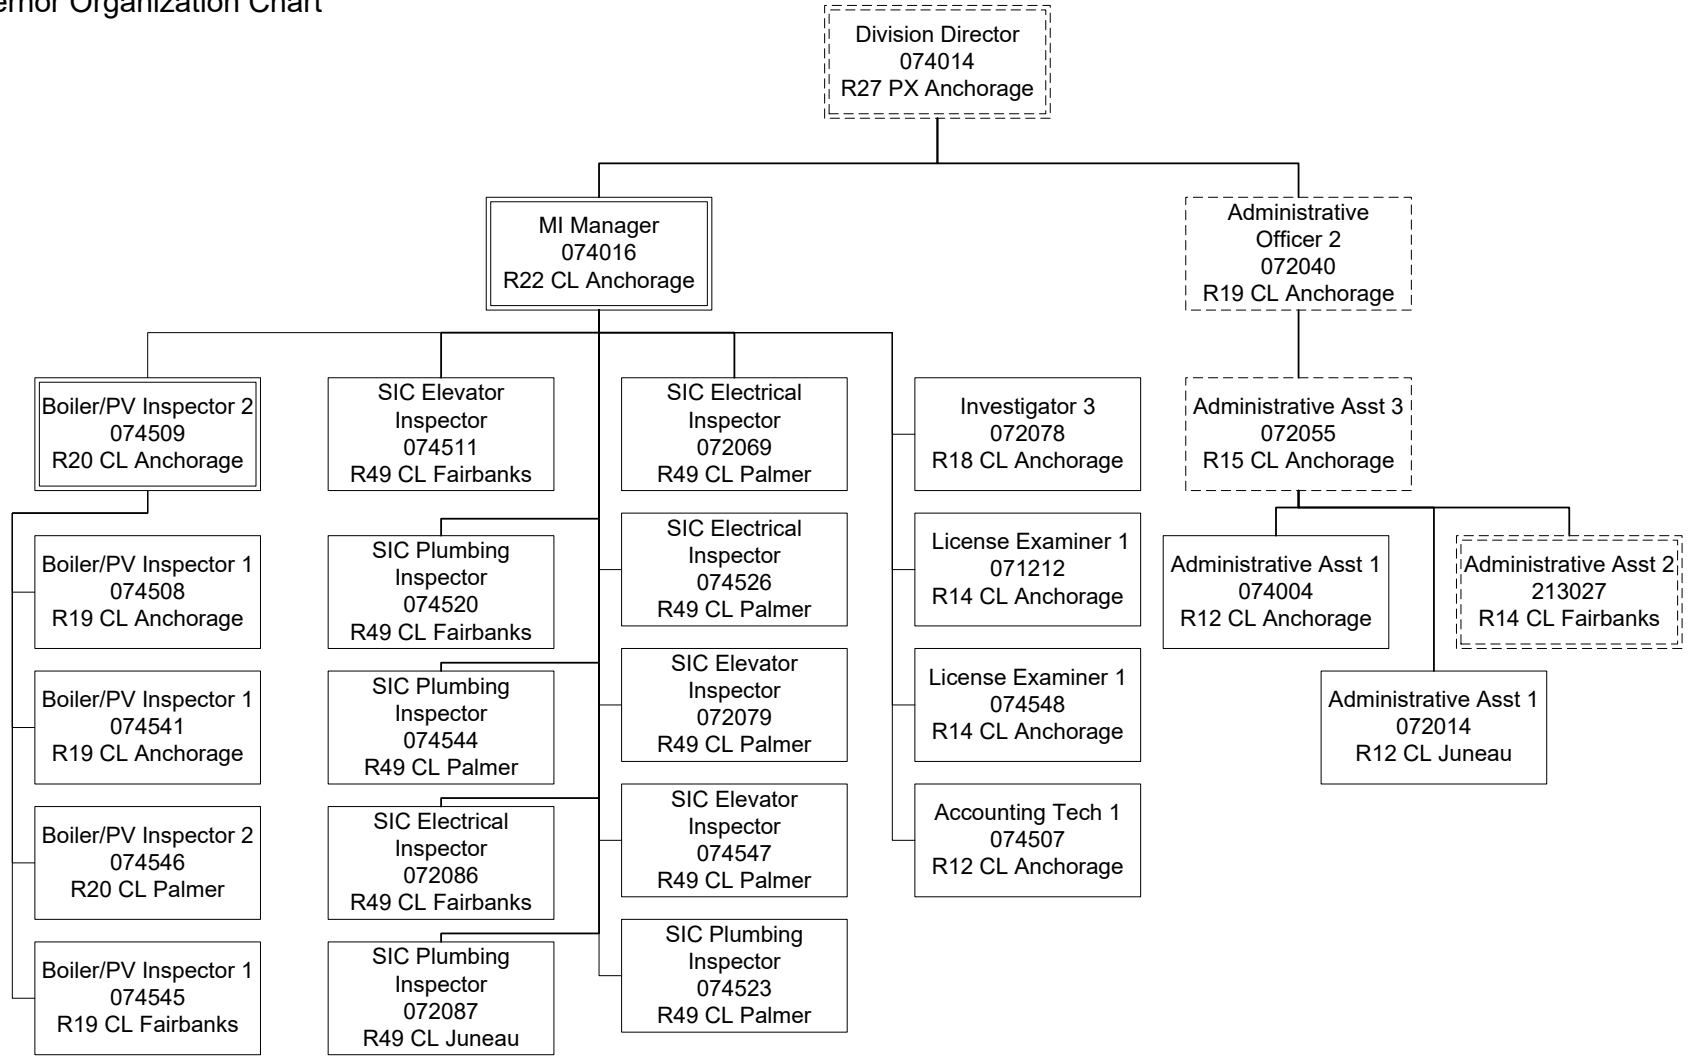 Organization Chart
Division Director
074014
R27 PX Anchorage
MI Manager
074016
R22 CL Anchorage
Administrative
Officer 2
072040
R19 CL Anchorage
Boiler/PV Inspector 2
074509
R20 CL Anchorage
SIC Elevator
Inspector
074511
R49 CL Fairbanks
SIC Electrical
Inspector
072069
R49 CL Palmer
Investigator 3
072078
R18 CL Anchorage
Administrative Asst 3
072055
R15 CL Anchorage
Boiler/PV Inspector 1
074508
R19 CL Anchorage
SIC Plumbing
Inspector
074520
R49 CL Fairbanks
SIC Electrical
Inspector
074526
R49 CL Palmer
License Examiner 1
071212
R14 CL Anchorage
Administrative Asst 1
074004
R12 CL Anchorage
Administrative Asst 2
213027
R14 CL Fairbanks
Boiler/PV Inspector 1
074541
R19 CL Anchorage
SIC Plumbing
Inspector
074544
R49 CL Palmer
SIC Elevator
Inspector
072079
R49 CL Palmer
License Examiner 1
074548
R14 CL Anchorage
Administrative Asst 1
072014
R12 CL Juneau
Boiler/PV Inspector 2
074546
R20 CL Palmer
SIC Electrical
Inspector
072086
R49 CL Fairbanks
SIC Elevator
Inspector
074547
R49 CL Palmer
Accounting Tech 1
074507
R12 CL Anchorage
Boiler/PV Inspector 1
074545
R19 CL Fairbanks
SIC Plumbing
Inspector
072087
R49 CL Juneau
SIC Plumbing
Inspector
074523
R49 CL Palmer